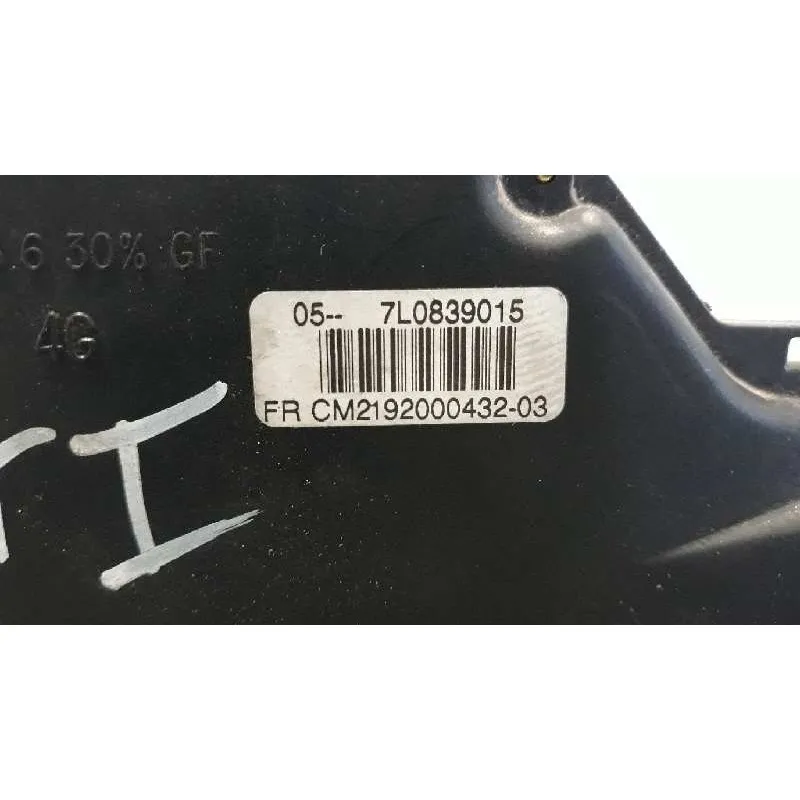 .6 30% GF
4G
05-- 7L0839015
FR CM2192000432-03
I